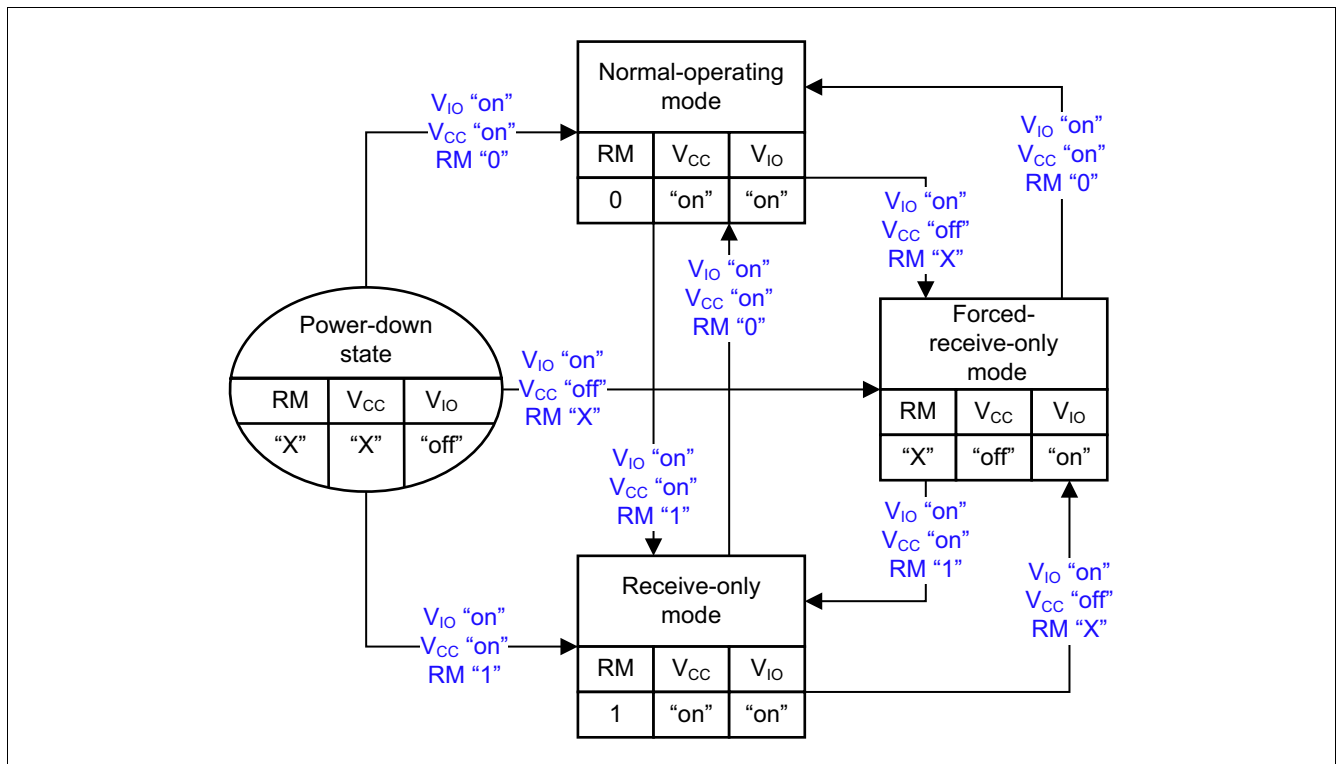 Normal-operating
mode
RM VCC VIO
0 “on” “on”
VIO “on”
VCC “on”
RM “0”
VIO “on”
VCC “on”
RM “0”
VIO “on”
VCC “off”
RM “X”
VIO “on”
VCC “on”
RM “0”
Power-down
state
RM VCC VIO
“X” “X” “off”
VIO “on”
VCC “off”
RM “X”
Forced-
receive-only
mode
RM VCC VIO
“X” “off” “on”
VIO “on”
VCC “on”
RM “1”
VIO “on”
VCC “on”
RM “1”
VIO “on”
VCC “off”
RM “X”
VIO “on”
VCC “on”
RM “1”
Receive-only
mode
RM VCC VIO
1 “on” “on”